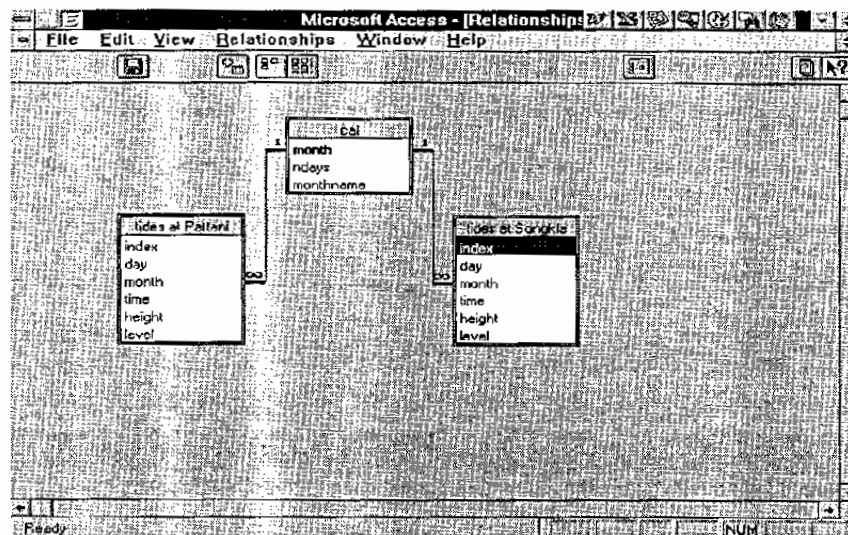 Microsoft Access - [Relationships
File Edit View Relationships Window Help
cal
month
ndays
monthname
1
1
tides at Pattani
index
day
month
time
height
level
∞
tides at Songkla
index
day
month
time
height
level
∞
Ready
NUM